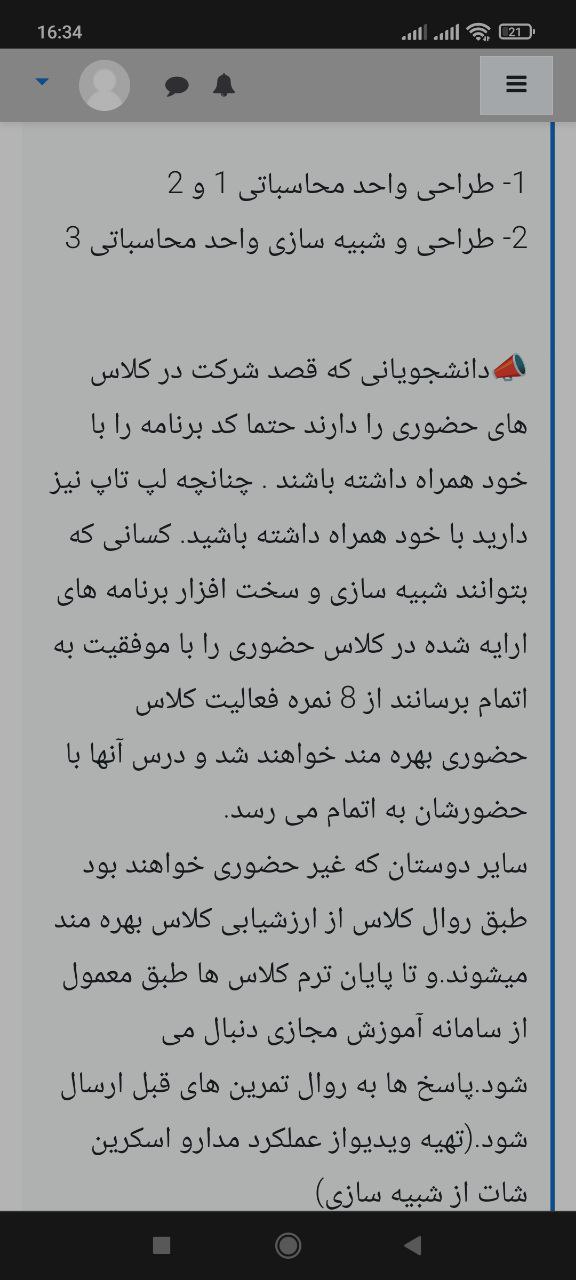 16:34
21
1- طراحی واحد محاسباتی 1 و 2
2- طراحی و شبیه سازی واحد محاسباتی 3
دانشجویانی که قصد شرکت در کلاس
های حضوری را دارند حتما کد برنامه را با
خود همراه داشته باشند . چنانچه لپ تاپ نیز
دارید با خود همراه داشته باشید. کسانی که
بتوانند شبیه سازی و سخت افزار برنامه های
ارایه شده در کلاس حضوری را با موفقیت به
اتمام برسانند از 8 نمره فعالیت کلاس
حضوری بهره مند خواهند شد و درس آنها با
حضورشان به اتمام می رسد.
سایر دوستان که غیر حضوری خواهند بود
طبق روال کلاس از ارزشیابی کلاس بهره مند
میشوند.و تا پایان ترم کلاس ها طبق معمول
از سامانه آموزش مجازی دنبال می
شود.پاسخ ها به روال تمرین های قبل ارسال
شود.(تهیه ویدیواز عملکرد مدارو اسکرین
شات از شبیه سازی)